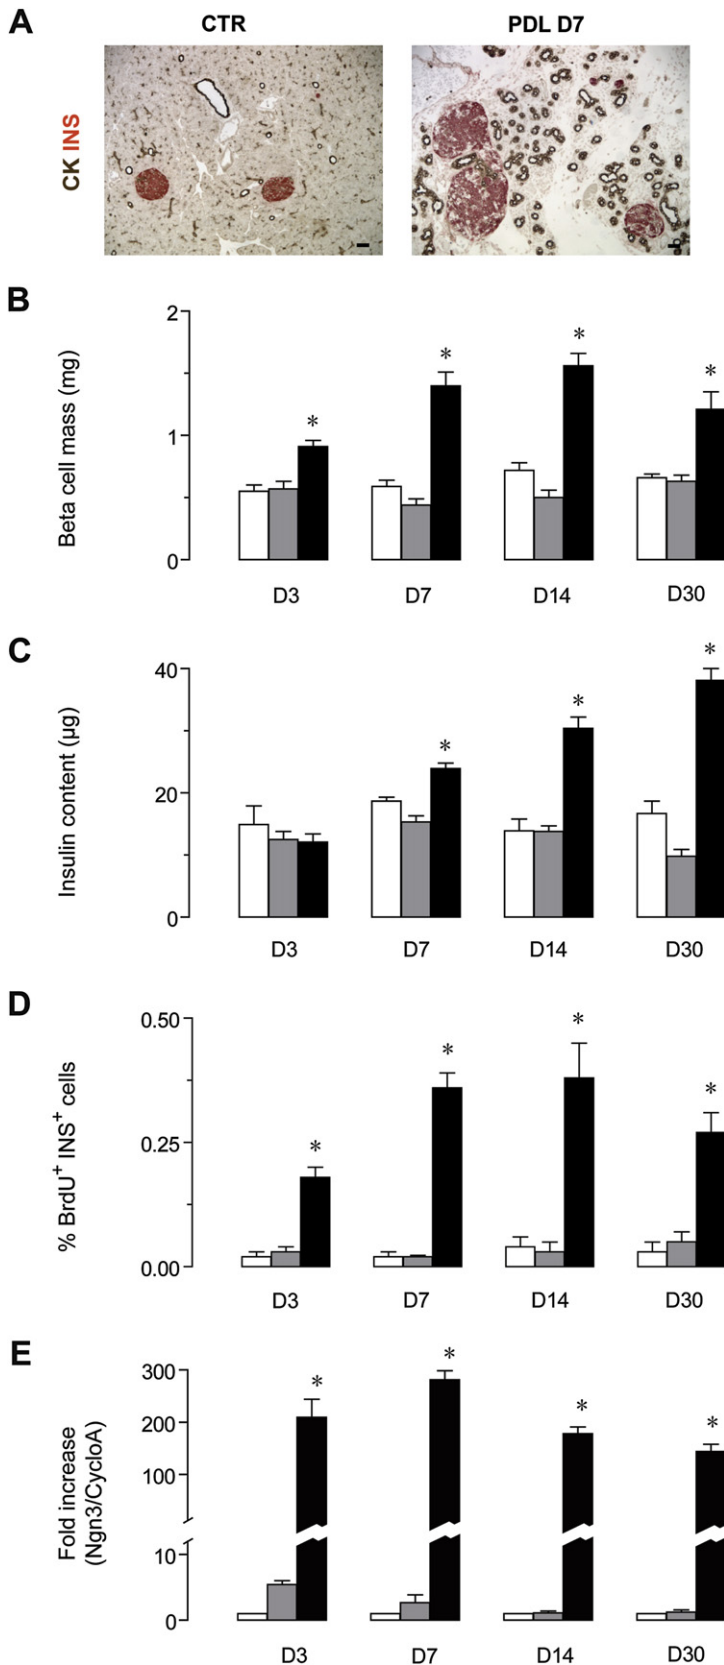 A
CTR
PDL D7
CK INS
B
Beta cell mass (mg)
2
1
0
*
*
*
*
D3
D7
D14
D30
C
Insulin content (µg)
40
20
0
*
*
*
D3
D7
D14
D30
D
% BrdU⁺ INS⁺ cells
0.50
0.25
0.00
*
*
*
*
D3
D7
D14
D30
E
Fold increase
(Ngn3/CycloA)
300
200
100
10
0
*
*
*
*
D3
D7
D14
D30